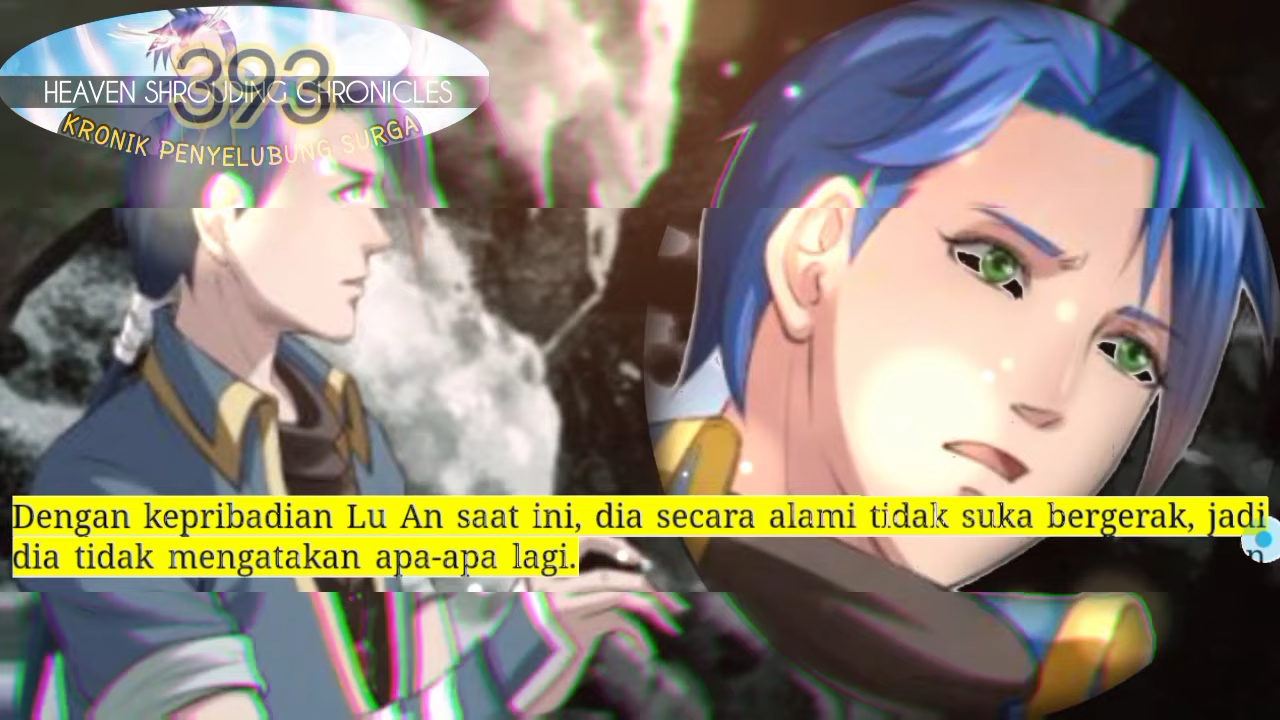 393
HEAVEN SHROUDING CHRONICLES
KRONIK PENYELUBUNG SURGA
Dengan kepribadian Lu An saat ini, dia secara alami tidak suka bergerak, jadi
dia tidak mengatakan apa-apa lagi.